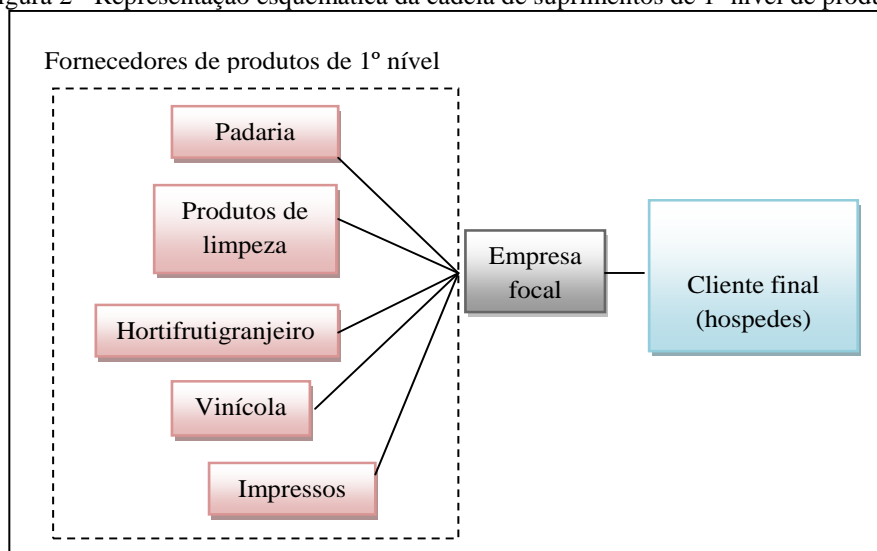 igura 2 - Representação esquemática da cadeia de suprimentos de 1º nível de produ
Fornecedores de produtos de 1º nível
Padaria
Produtos de
limpeza
Hortifrutigranjeiro
Vinícola
Impressos
Empresa
focal
Cliente final
(hospedes)